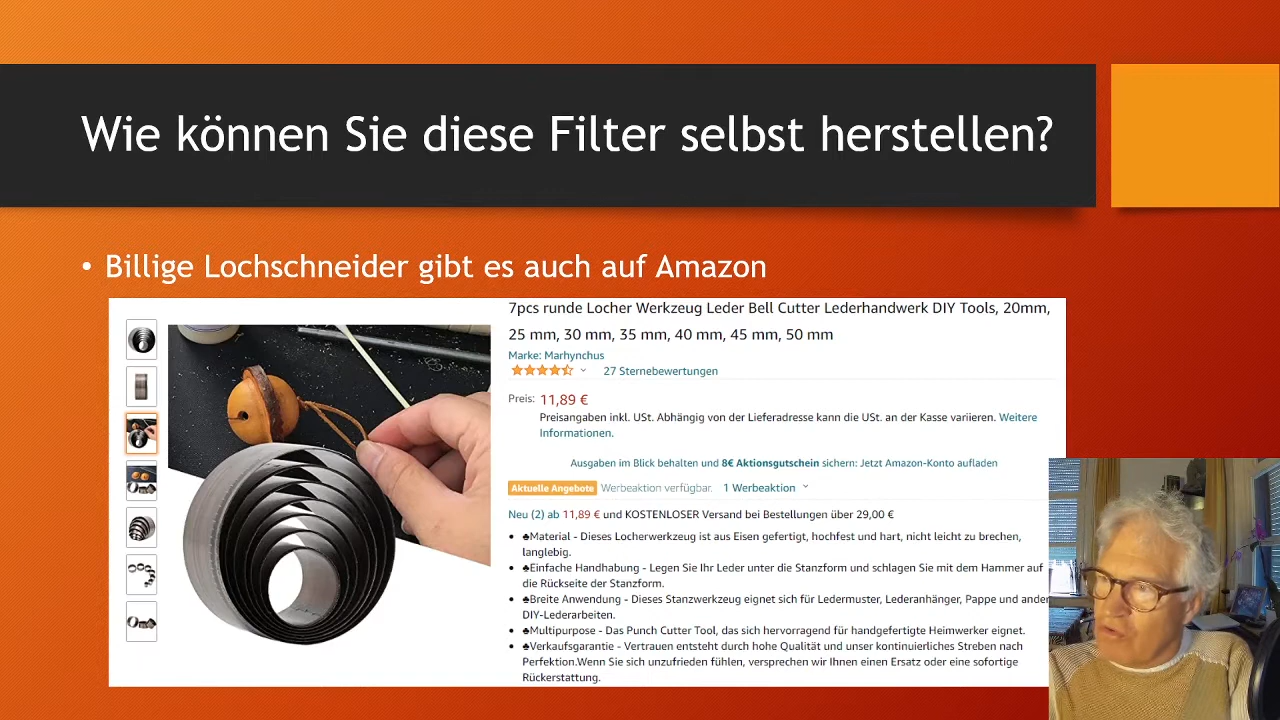 Wie können Sie diese Filter selbst herstellen?
• Billige Lochschneider gibt es auch auf Amazon
7pcs runde Locher Werkzeug Leder Bell Cutter Lederhandwerk DIY Tools, 20mm,
25 mm, 30 mm, 35 mm, 40 mm, 45 mm, 50 mm
Marke: Marhynchus
27 Sternebewertungen
Preis: 11,89 €
Preisangaben inkl. USt. Abhängig von der Lieferadresse kann die USt. an der Kasse variieren. Weitere
Informationen.
Ausgaben im Blick behalten und 8€ Aktionsgutschein sichern: Jetzt Amazon-Konto aufladen
Aktuelle Angebote Werbeaktion verfügbar. 1 Werbeaktion
Neu (2) ab 11,89 € und KOSTENLOSER Versand bei Bestellungen über 29,00 €
• ♣Material - Dieses Locherwerkzeug ist aus Eisen gefertigt, hochfest und hart, nicht leicht zu brechen,
langlebig.
• ♣Einfache Handhabung - Legen Sie Ihr Leder unter die Stanzform und schlagen Sie mit dem Hammer auf
die Rückseite der Stanzform.
• ♣Breite Anwendung - Dieses Stanzwerkzeug eignet sich für Ledermuster, Lederanhänger, Pappe und ander
DIY-Lederarbeiten.
• ♣Multipurpose - Das Punch Cutter Tool, das sich hervorragend für handgefertigte Heimwerker eignet.
• ♣Verkaufsgarantie - Vertrauen entsteht durch hohe Qualität und unser kontinuierliches Streben nach
Perfektion.Wenn Sie sich unzufrieden fühlen, versprechen wir Ihnen einen Ersatz oder eine sofortige
Rückerstattung.